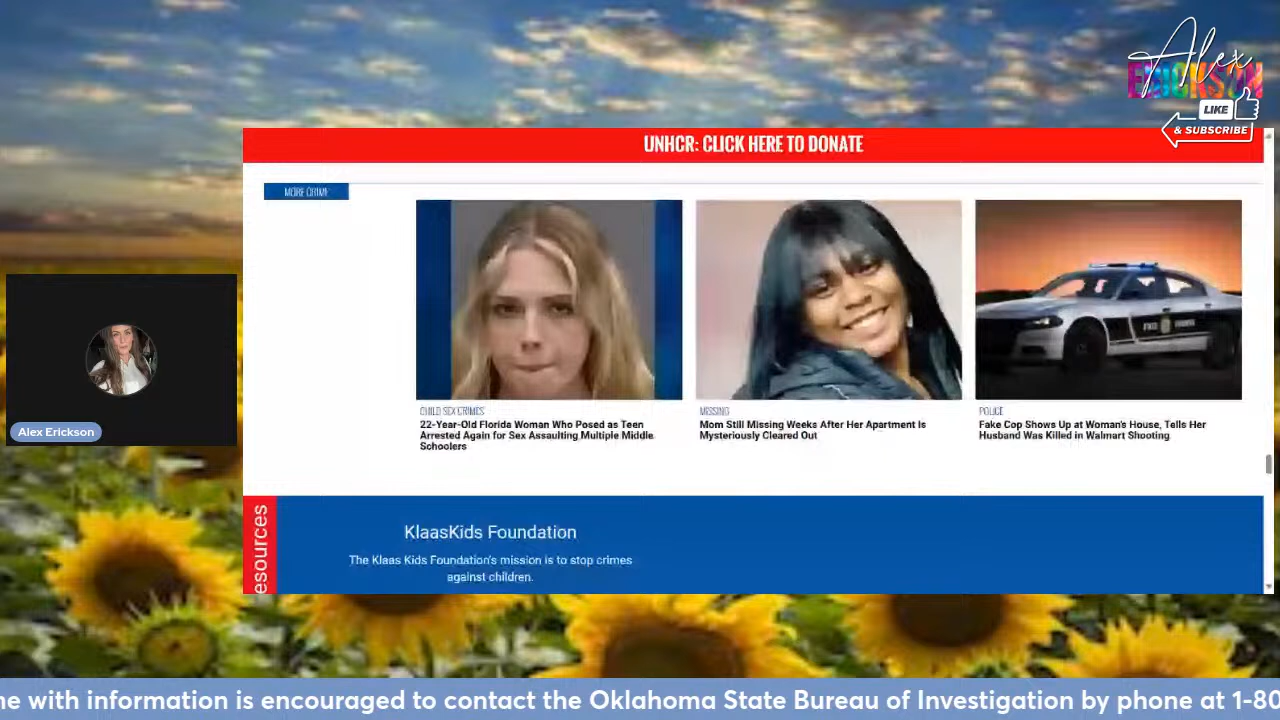 Alex
ERICKSON
LIKE
& SUBSCRIBE
UNHCR: CLICK HERE TO DONATE
MORE CRIME
CHILD SEX CRIMES
22-Year-Old Florida Woman Who Posed as Teen
Arrested Again for Sex Assaulting Multiple Middle
Schoolers
MISSING
Mom Still Missing Weeks After Her Apartment Is
Mysteriously Cleared Out
POLICE
Fake Cop Shows Up at Woman's House, Tells Her
Husband Was Killed in Walmart Shooting
Alex Erickson
esources
KlaasKids Foundation
The Klaas Kids Foundation's mission is to stop crimes
against children.
ne with information is encouraged to contact the Oklahoma State Bureau of Investigation by phone at 1-80